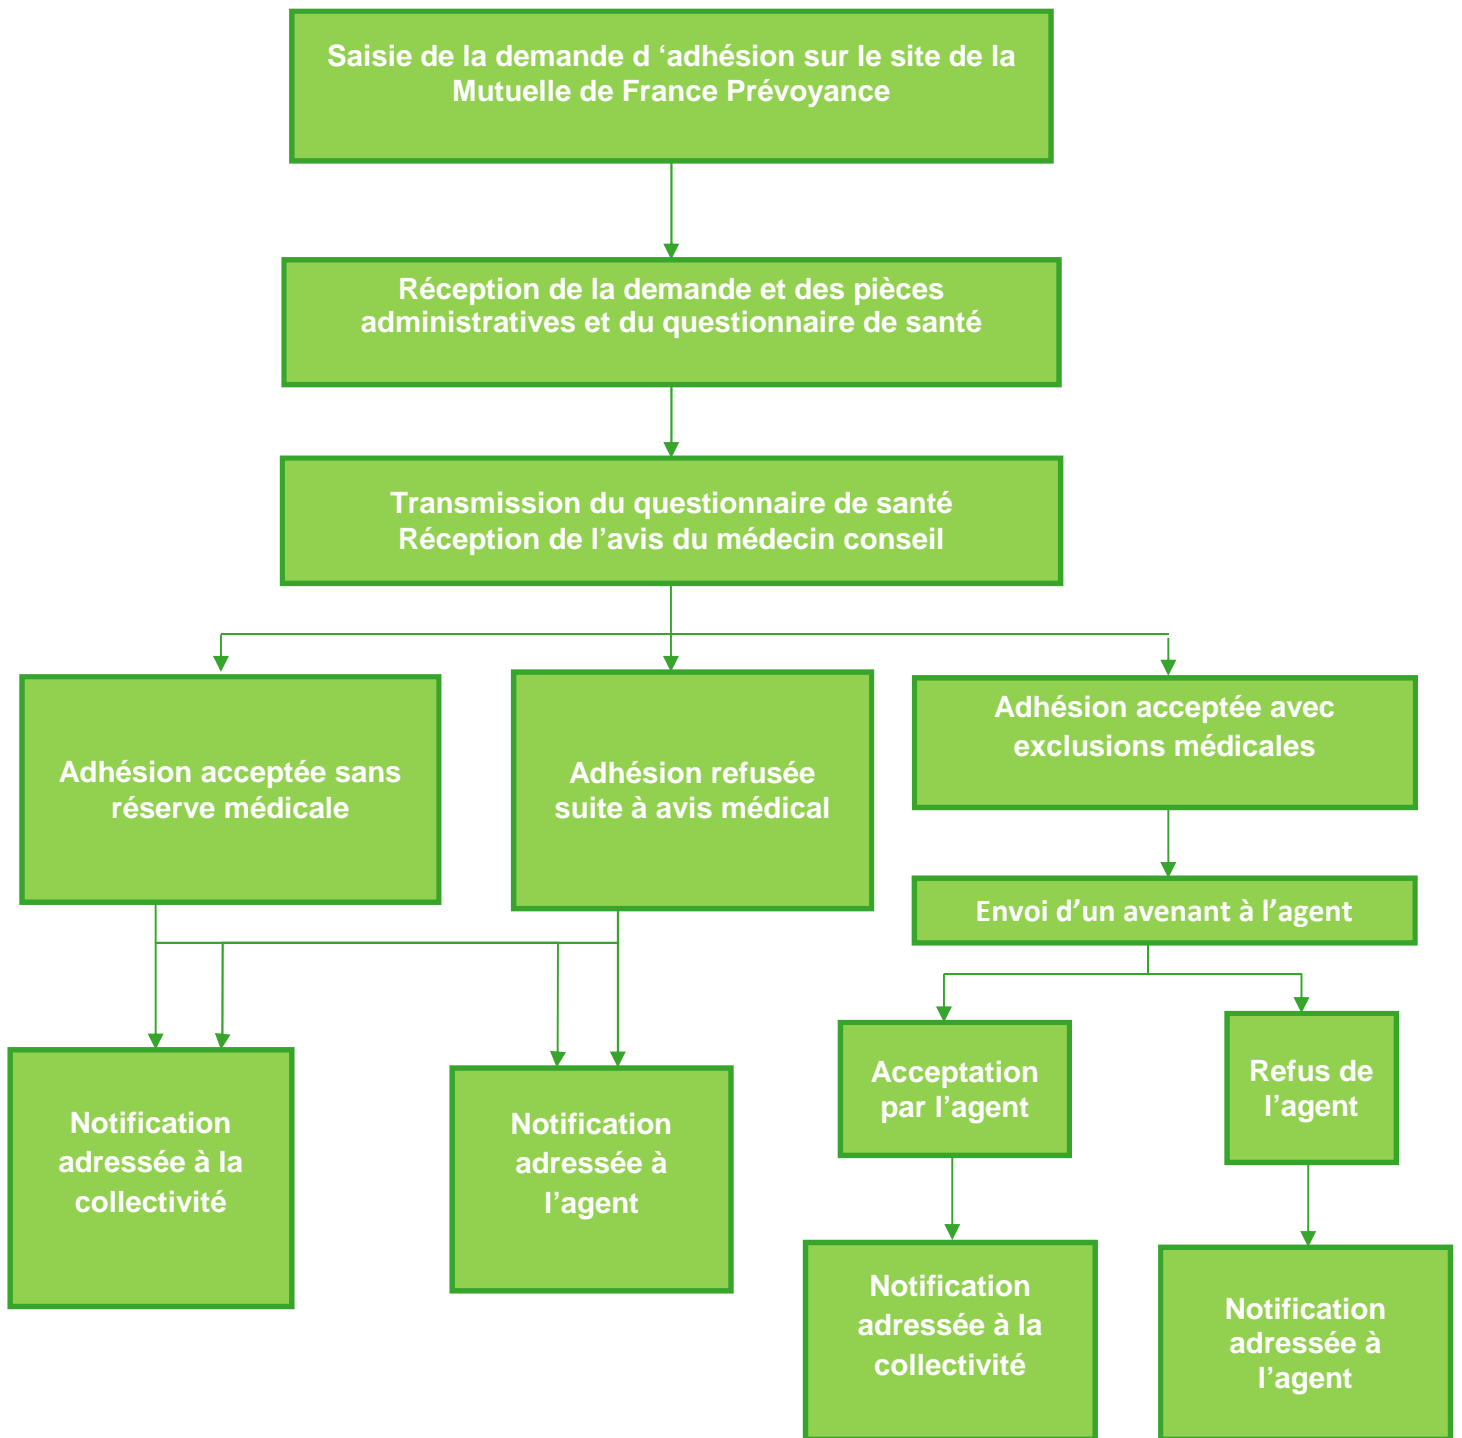 Saisie de la demande d ‘adhésion sur le site de la
Mutuelle de France Prévoyance
Réception de la demande et des pièces
administratives et du questionnaire de santé
Transmission du questionnaire de santé
Réception de l’avis du médecin conseil
Adhésion acceptée sans
réserve médicale
Adhésion refusée
suite à avis médical
Adhésion acceptée avec
exclusions médicales
Envoi d’un avenant à l’agent
Acceptation
par l’agent
Refus de
l’agent
Notification
adressée à la
collectivité
Notification
adressée à
l’agent
Notification
adressée à la
collectivité
Notification
adressée à
l’agent